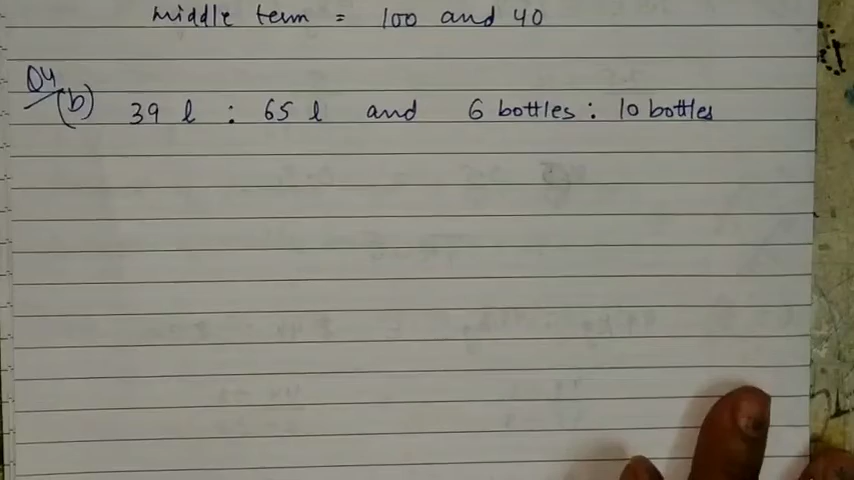 Middle term = 100 and 40
Q4
(b) 39 l : 65 l and 6 bottles : 10 bottles